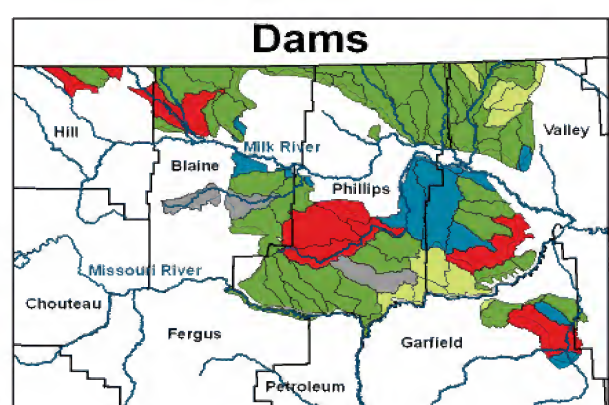 Dams
Hill
Valley
Milk River
Blaine
Phillips
Missouri River
Chouteau
Fergus
Garfield
Petroleum